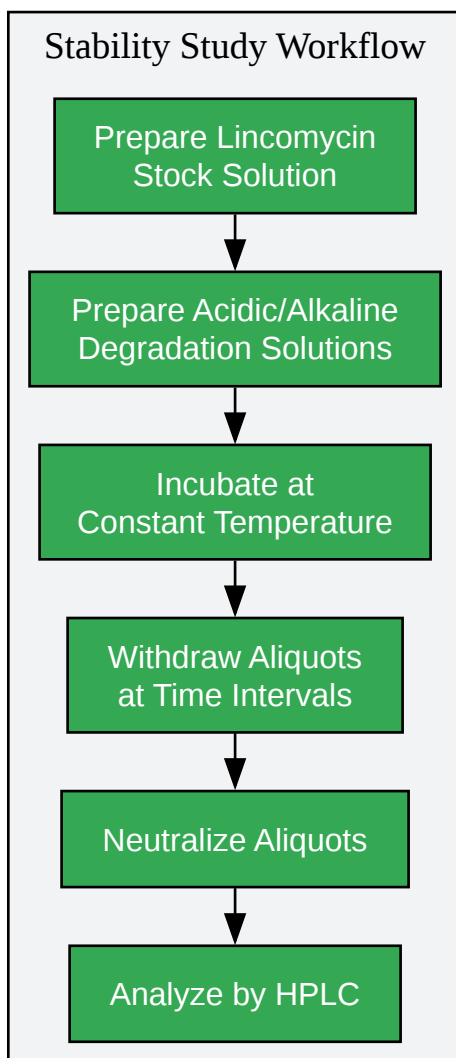 Stability Study Workflow
Prepare Lincomycin
Stock Solution
Prepare Acidic/Alkaline
Degradation Solutions
Incubate at
Constant Temperature
Withdraw Aliquots
at Time Intervals
Neutralize Aliquots
Analyze by HPLC